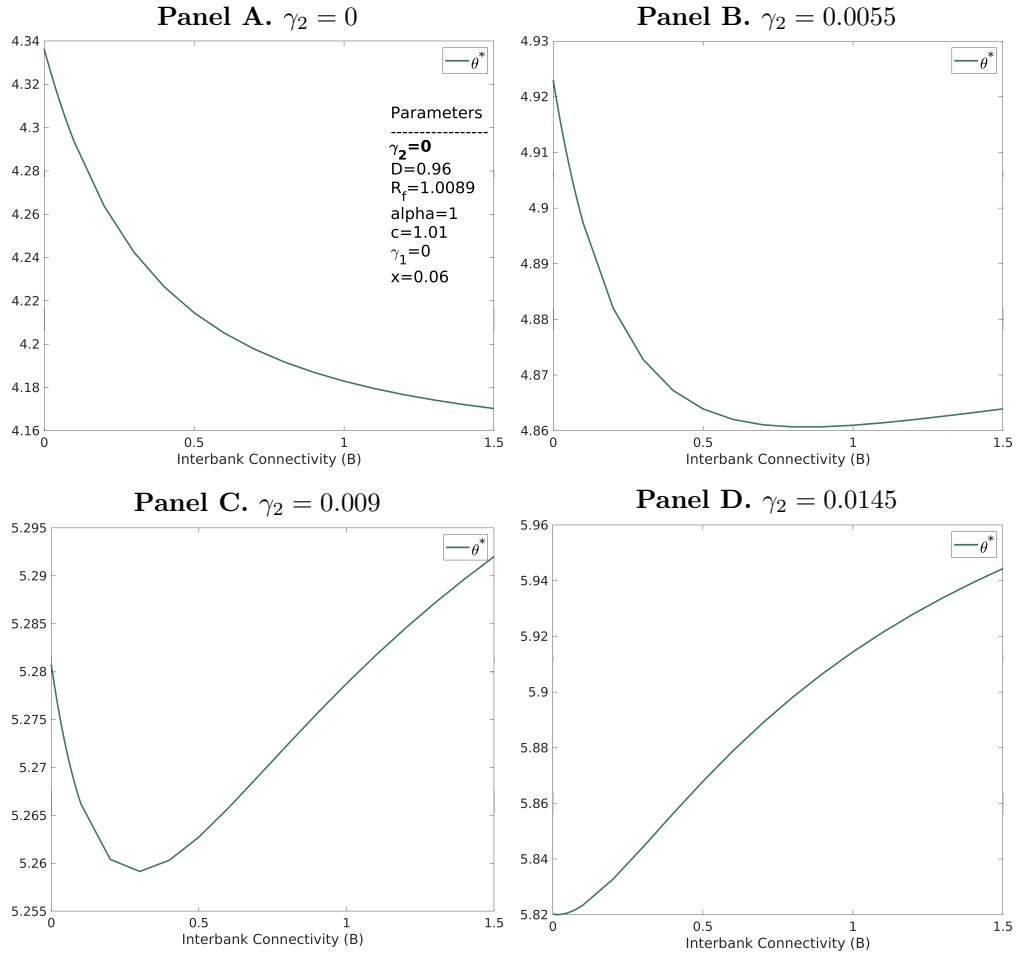 Panel A. γ₂ = 0
θ*
Parameters
-----------------
γ₂=0
D=0.96
R_f=1.0089
alpha=1
c=1.01
γ₁=0
x=0.06
4.34
4.32
4.3
4.28
4.26
4.24
4.22
4.2
4.18
4.16
0 0.5 1 1.5
Interbank Connectivity (B)
Panel B. γ₂ = 0.0055
θ*
4.93
4.92
4.91
4.9
4.89
4.88
4.87
4.86
0 0.5 1 1.5
Interbank Connectivity (B)
Panel C. γ₂ = 0.009
θ*
5.295
5.29
5.285
5.28
5.275
5.27
5.265
5.26
5.255
0 0.5 1 1.5
Interbank Connectivity (B)
Panel D. γ₂ = 0.0145
θ*
5.96
5.94
5.92
5.9
5.88
5.86
5.84
5.82
0 0.5 1 1.5
Interbank Connectivity (B)